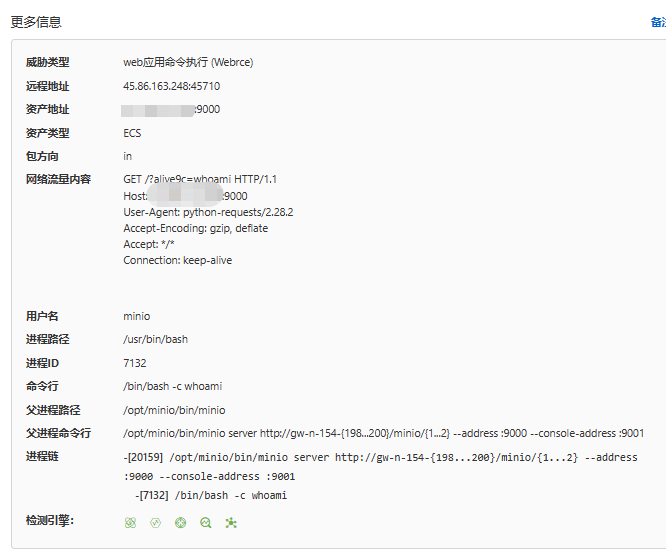 更多信息
威胁类型 web应用命令执行 (Webrce)
远程地址 45.86.163.248:45710
资产地址 :9000
资产类型 ECS
包方向 in
网络流量内容 GET /?alive9c=whoami HTTP/1.1
Host: :9000
User-Agent: python-requests/2.28.2
Accept-Encoding: gzip, deflate
Accept: */*
Connection: keep-alive
用户名 minio
进程路径 /usr/bin/bash
进程ID 7132
命令行 /bin/bash -c whoami
父进程路径 /opt/minio/bin/minio
父进程命令行 /opt/minio/bin/minio server http://gw-n-154-{198...200}/minio/{1...2} --address :9000 --console-address :9001
进程链 -[20159] /opt/minio/bin/minio server http://gw-n-154-{198...200}/minio/{1...2} --address
:9000 --console-address :9001
-[7132] /bin/bash -c whoami
检测引擎: